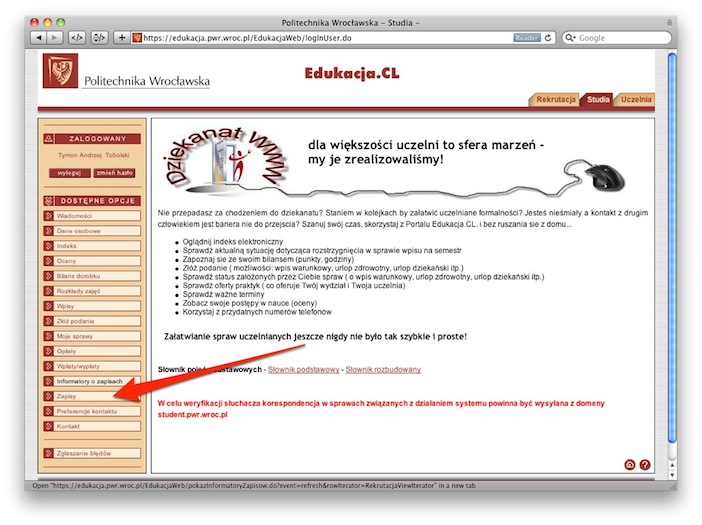 Politechnika Wrocławska - Studia -
https://edukacja.pwr.wroc.pl/EdukacjaWeb/logInUser.do
Reader
Google
Politechnika Wrocławska
Edukacja.CL
Rekrutacja
Studia
Uczelnia
ZALOGOWANY
Tymon Andrzej Tobolski
wyloguj
zmień hasło
DOSTĘPNE OPCJE
Wiadomości
Dane osobowe
Indeks
Oceny
Bilans dorobku
Rozkłady zajęć
Wpisy
Złóż podanie
Moje sprawy
Opłaty
Wpłaty/wypłaty
Informatory o zapisach
Zapisy
Preferencje kontaktu
Kontakt
Zgłaszanie błędów
Dziekanat WWW
dla większości uczelni to sfera marzeń -
my je zrealizowaliśmy!
Nie przepadasz za chodzeniem do dziekanatu? Staniem w kolejkach by załatwić uczelniane formalności? Jesteś nieśmiały a kontakt z drugim
człowiekiem jest bariera nie do przejścia? Szanuj swój czas, skorzystaj z Portalu Edukacja.CL. i bez ruszania sie z domu...
Oglądnij indeks elektroniczny
Sprawdź aktualną sytuację dotycząca rozstrzygnięcia w sprawie wpisu na semestr
Zapoznaj sie ze swoim bilansem (punkty, godziny)
Złóż podanie ( możliwości: wpis warunkowy, urlop zdrowotny, urlop dziekański itp.)
Sprawdź status założonych przez Ciebie spraw ( o wpis warunkowy, urlop zdrowotny, urlop dziekański itp.)
Sprawdź oferty praktyk ( co oferuje Twój wydział i Twoja uczelnia)
Sprawdź ważne terminy
Zobacz swoje postępy w nauce (oceny)
Korzystaj z przydatnych numerów telefonow
Załatwianie spraw uczelnianych jeszcze nigdy nie było tak szybkie i proste!
Słownik podstawowych - Słownik podstawowy - Słownik rozbudowany
W celu weryfikacji słuchacza korespondencja w sprawach związanych z działaniem systemu powinna być wysyłana z domeny
student.pwr.wroc.pl
Open "https://edukacja.pwr.wroc.pl/EdukacjaWeb/pokazInformatoryZapisow.do?event=refresh&rowIterator=RekrutacjaViewIterator" in a new tab